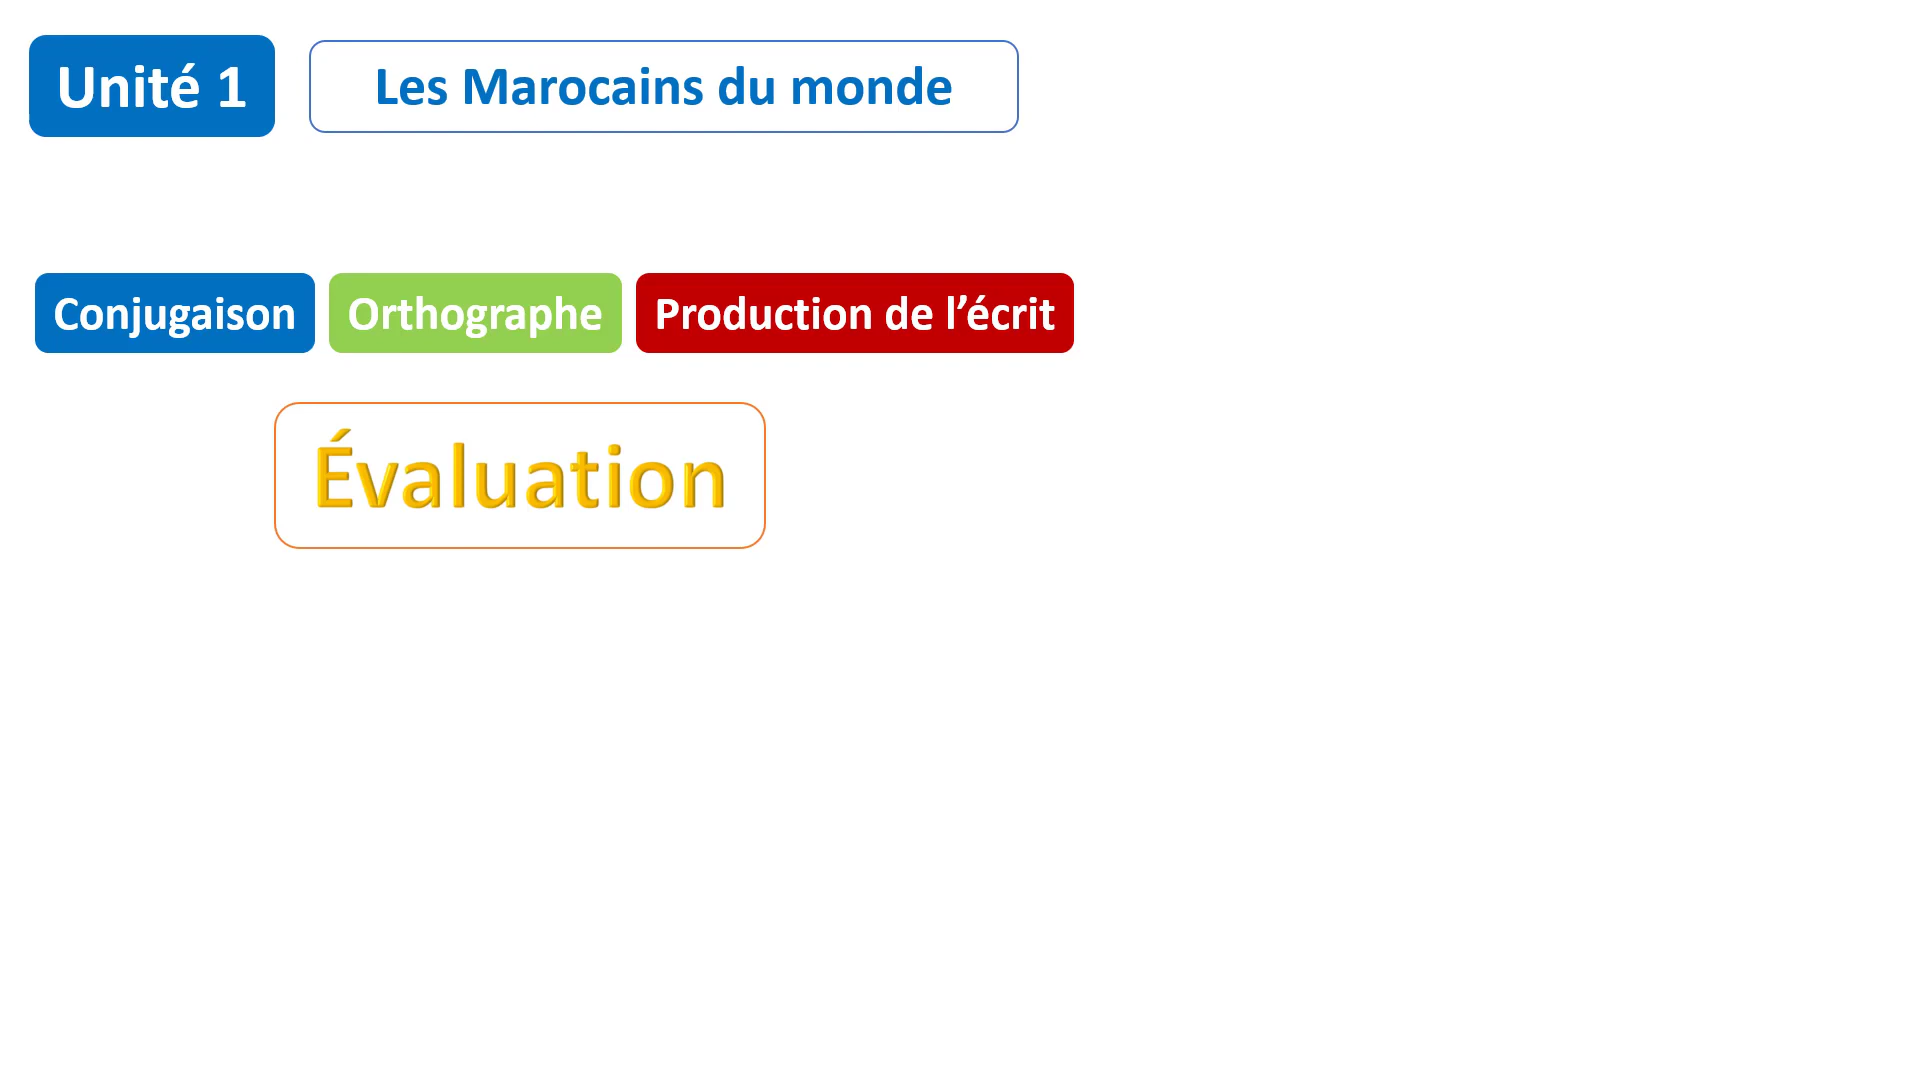 Unité 1 Les Marocains du monde
Conjugaison Orthographe Production de l’écrit
Évaluation